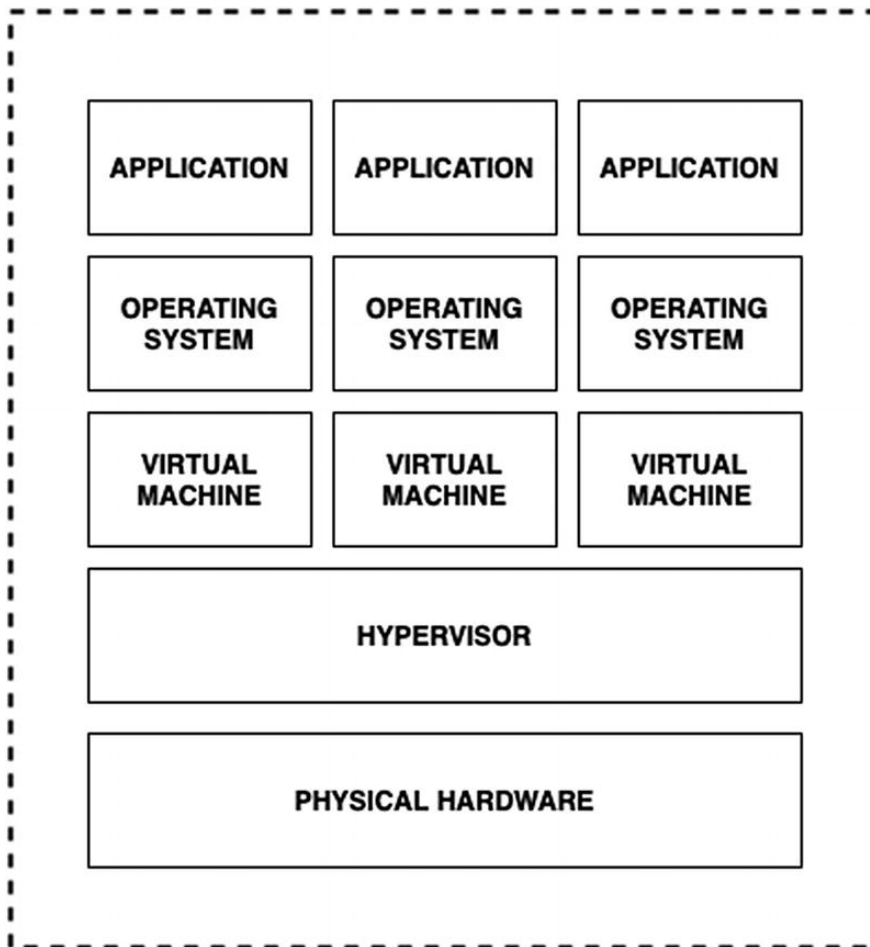 APPLICATION APPLICATION APPLICATION
OPERATING SYSTEM OPERATING SYSTEM OPERATING SYSTEM
VIRTUAL MACHINE VIRTUAL MACHINE VIRTUAL MACHINE
HYPERVISOR
PHYSICAL HARDWARE